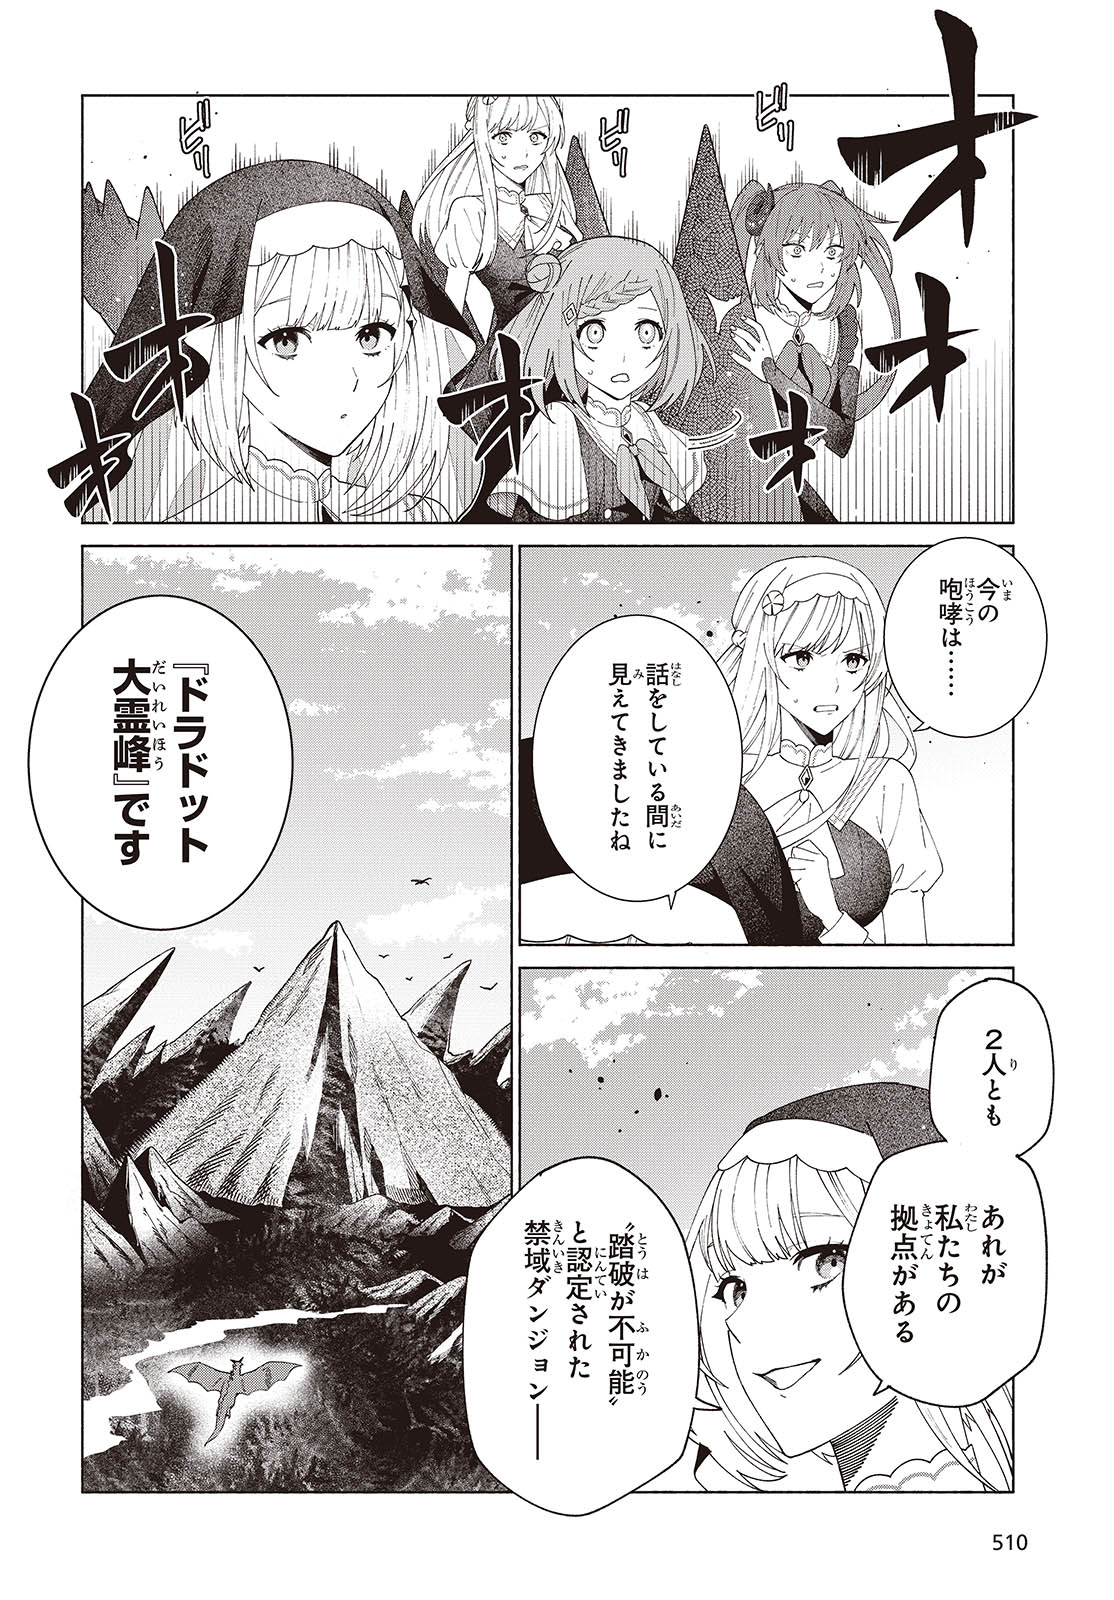 オ
オ
オ
オ
オ
オ
ビリ
ビリ
ビリ
今の
咆哮は……
話をしている間に
見えてきましたね
2人とも
あれが
私たちの
拠点がある
〝踏破が不可能〟
と認定された
禁域ダンジョン――
『ドラドット
大霊峰』です
510